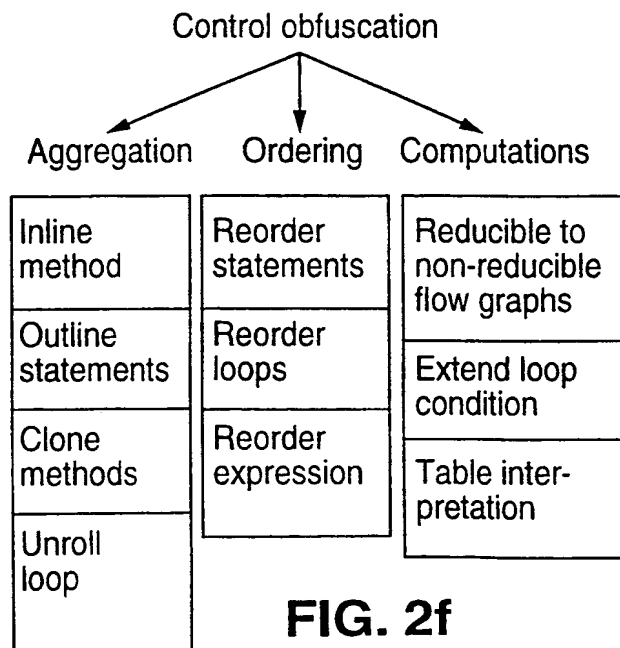 Control obfuscation
Aggregation
Ordering
Computations
Inline
method
Outline
statements
Clone
methods
Unroll
loop
Reorder
statements
Reorder
loops
Reorder
expression
Reducible to
non-reducible
flow graphs
Extend loop
condition
Table inter-
pretation
FIG. 2f